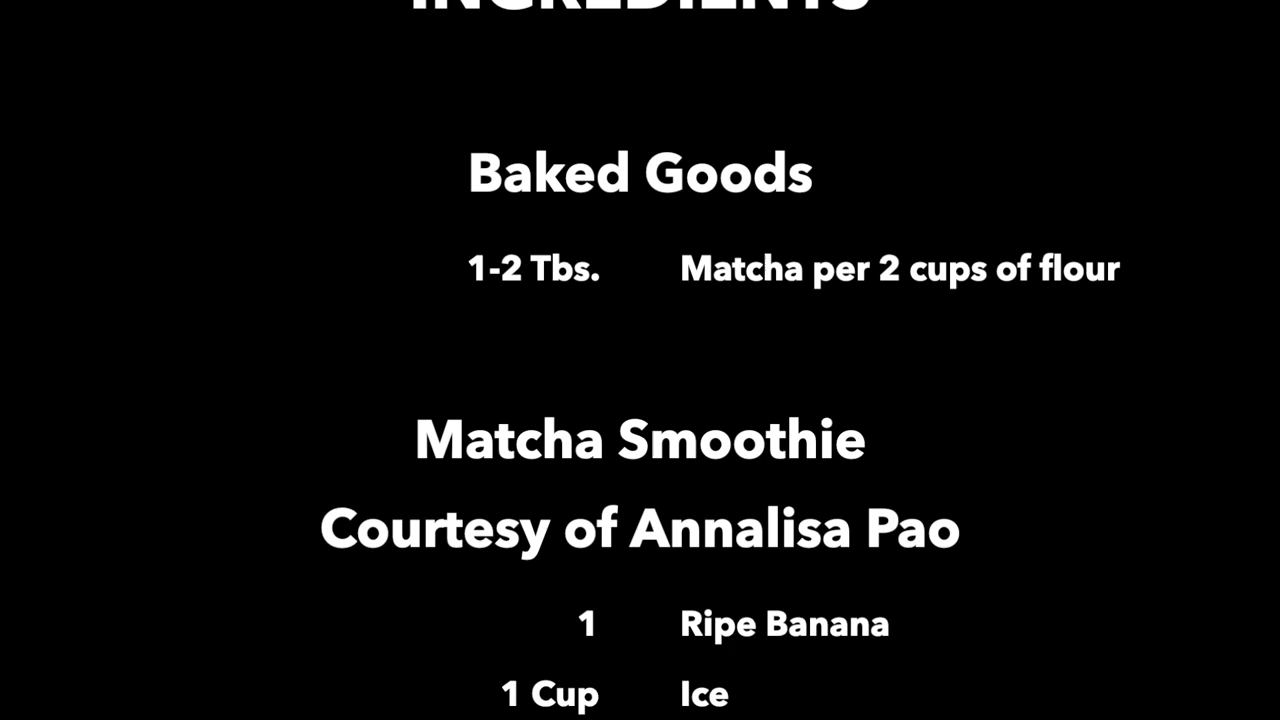 INGREDIENTS
Baked Goods
1-2 Tbs. Matcha per 2 cups of flour
Matcha Smoothie
Courtesy of Annalisa Pao
1 Ripe Banana
1 Cup Ice